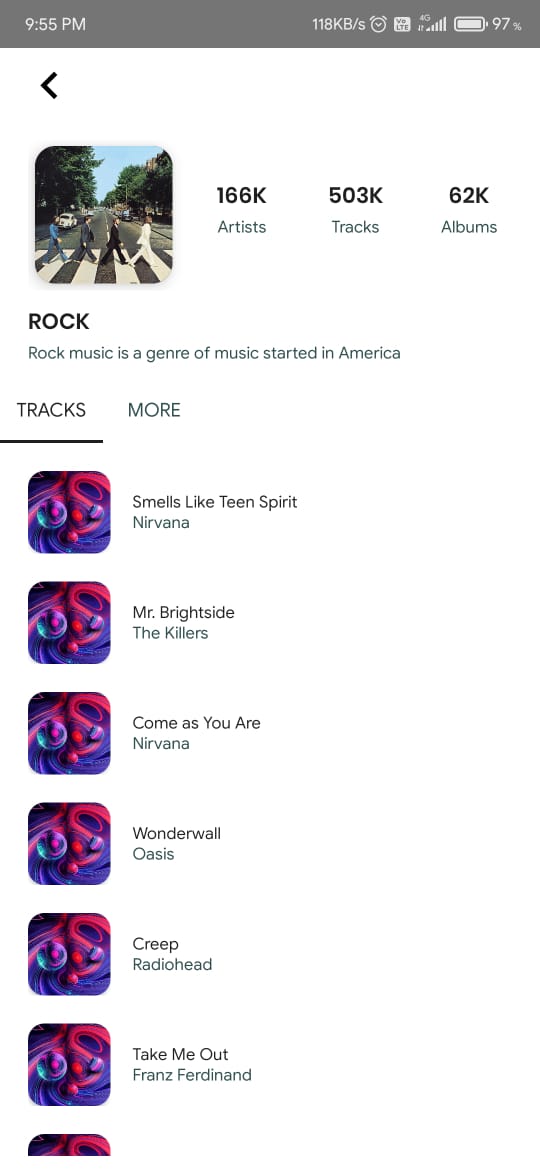 9:55 PM 118KB/s Vo LTE 4G 97 %
166K 503K 62K
Artists Tracks Albums
ROCK
Rock music is a genre of music started in America
TRACKS MORE
Smells Like Teen Spirit
Nirvana
Mr. Brightside
The Killers
Come as You Are
Nirvana
Wonderwall
Oasis
Creep
Radiohead
Take Me Out
Franz Ferdinand